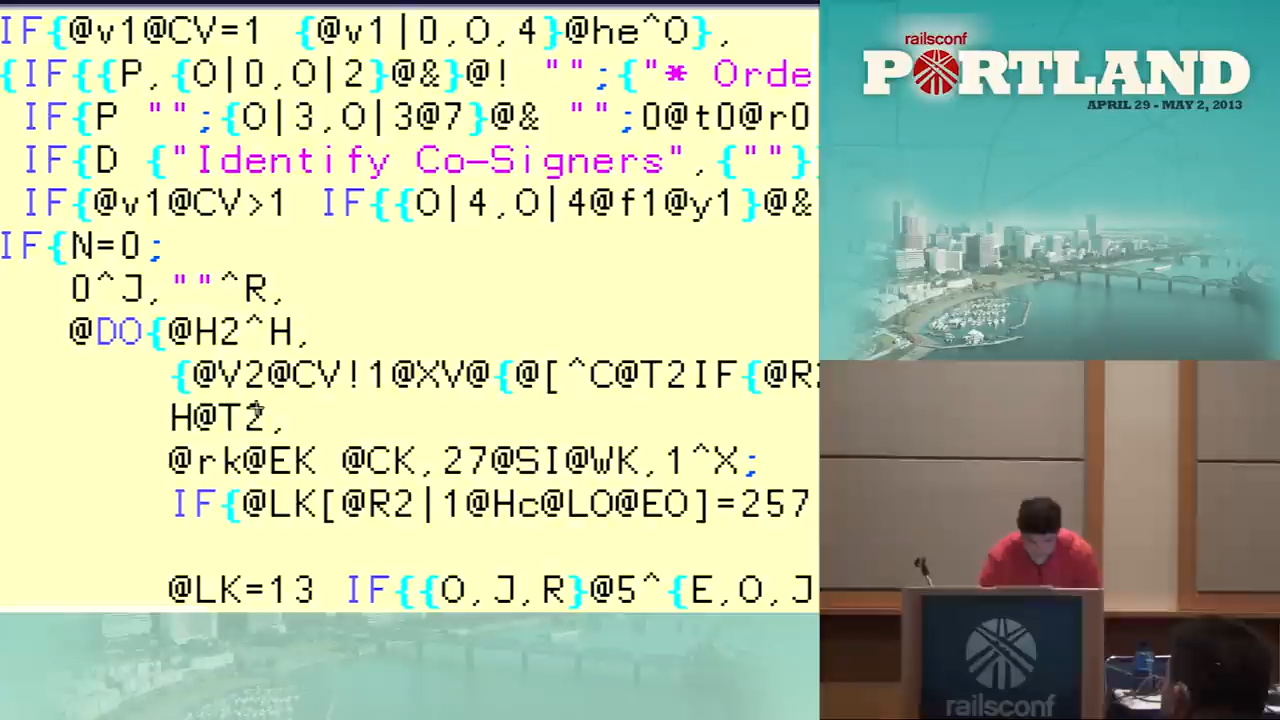 IF{@v1@CV=1 {@v1|0,O,4}@he^O},
{IF{{P,{O|0,O|2}@&}@! "";{"* Orde
IF{P "";{O|3,O|3@7}@& "";0@t0@r0
IF{D {"Identify Co-Signers",{""}
IF{@v1@CV>1 IF{{O|4,O|4@f1@y1}@&
IF{N=0;
0^J,""^R,
@DO{@H2^H,
{@V2@CV!1@XV@{@[^C@T2IF{@R2
H@T2,
@rk@EK @CK,27@SI@WK,1^X;
IF{@LK[@R2|1@Hc@LO@EO]=257
@LK=13 IF{{O,J,R}@5^{E,O,J
railsconf
PORTLAND
APRIL 29 - MAY 2, 2013
railsconf